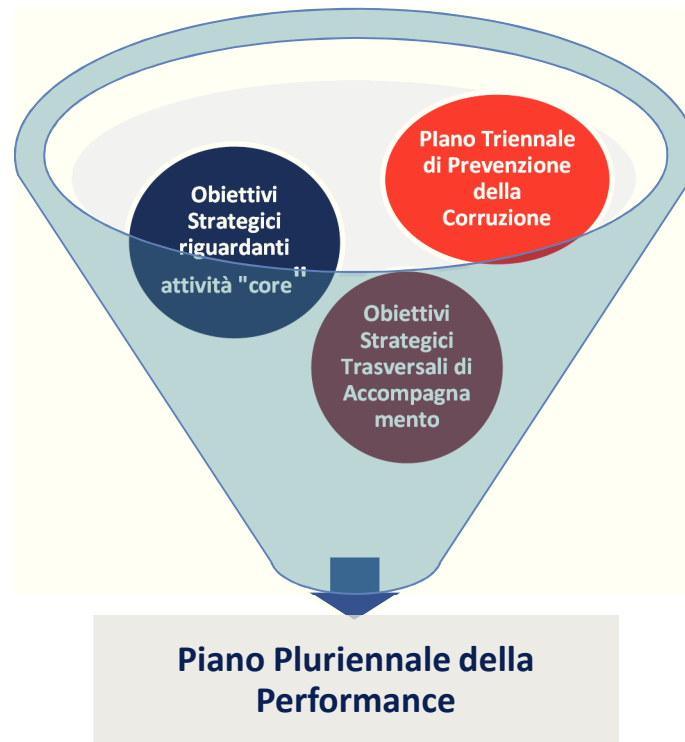 PIano Triennale
di Prevenzione
della
Corruzione
Obiettivi
Strategici
riguardanti
attività "core"
Obiettivi
Strategici
Trasversali di
Accompagna
mento
Piano Pluriennale della
Performance